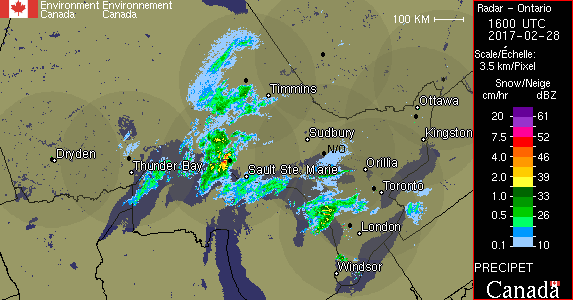 Environment Environnement
Canada Canada
100 KM
Timmins
Ottawa
Kingston
Sudbury
N/O
Dryden
Thunder Bay
Sault Ste. Marie
Orillia
Toronto
London
Windsor
Radar - Ontario
1600 UTC
2017-02-28
Scale/Échelle:
3.5 km/Pixel
Snow/Neige
cm/hr dBZ
20 61
7.5 52
4.0 46
2.0 39
1.0 33
0.5 26
0.1 10
PRECIPET
Canada